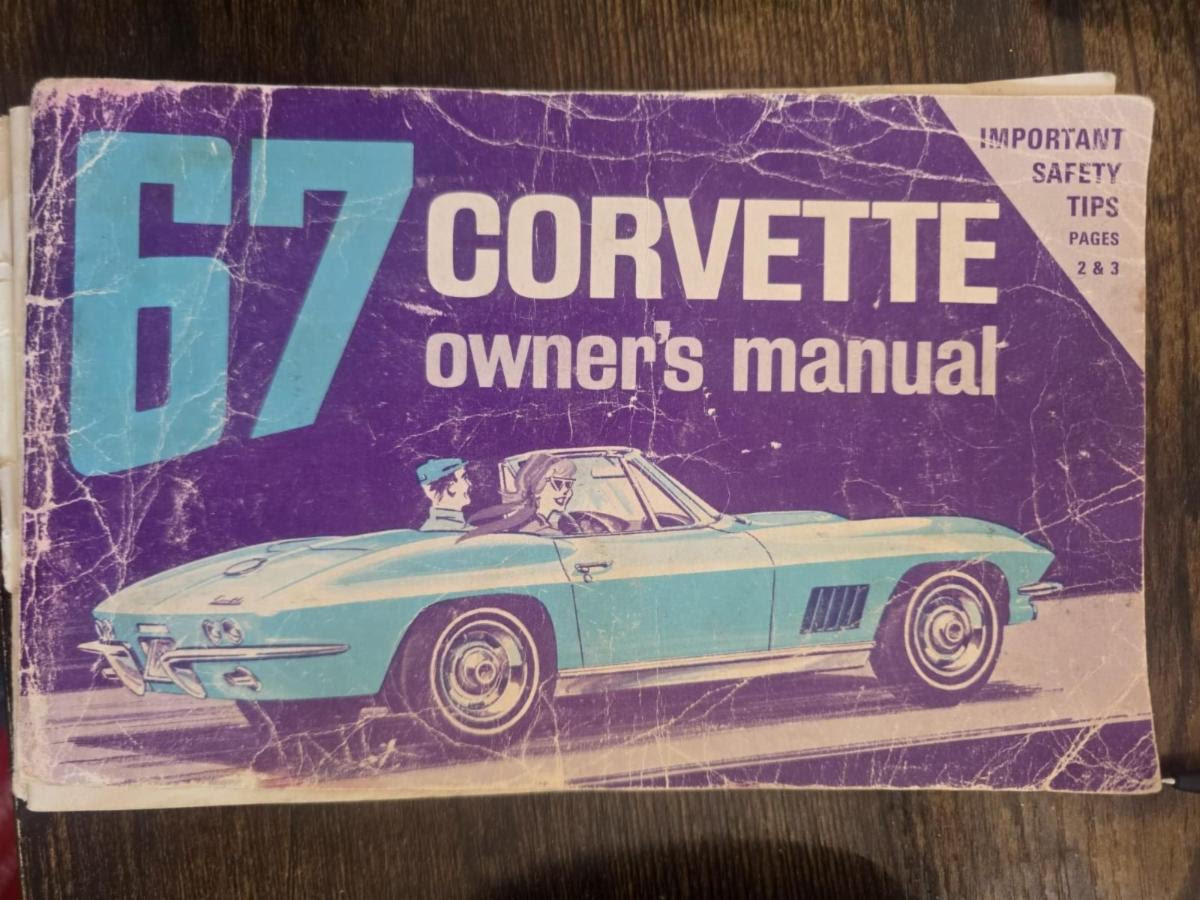 67
CORVETTE
owner's manual
IMPORTANT
SAFETY
TIPS
PAGES
2 & 3